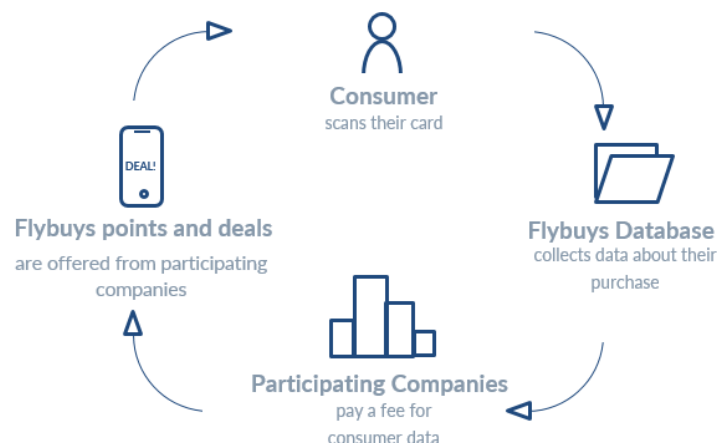 Consumer
scans their card
DEAL!
Flybuys points and deals
are offered from participating
companies
Flybuys Database
collects data about their
purchase
Participating Companies
pay a fee for
consumer data